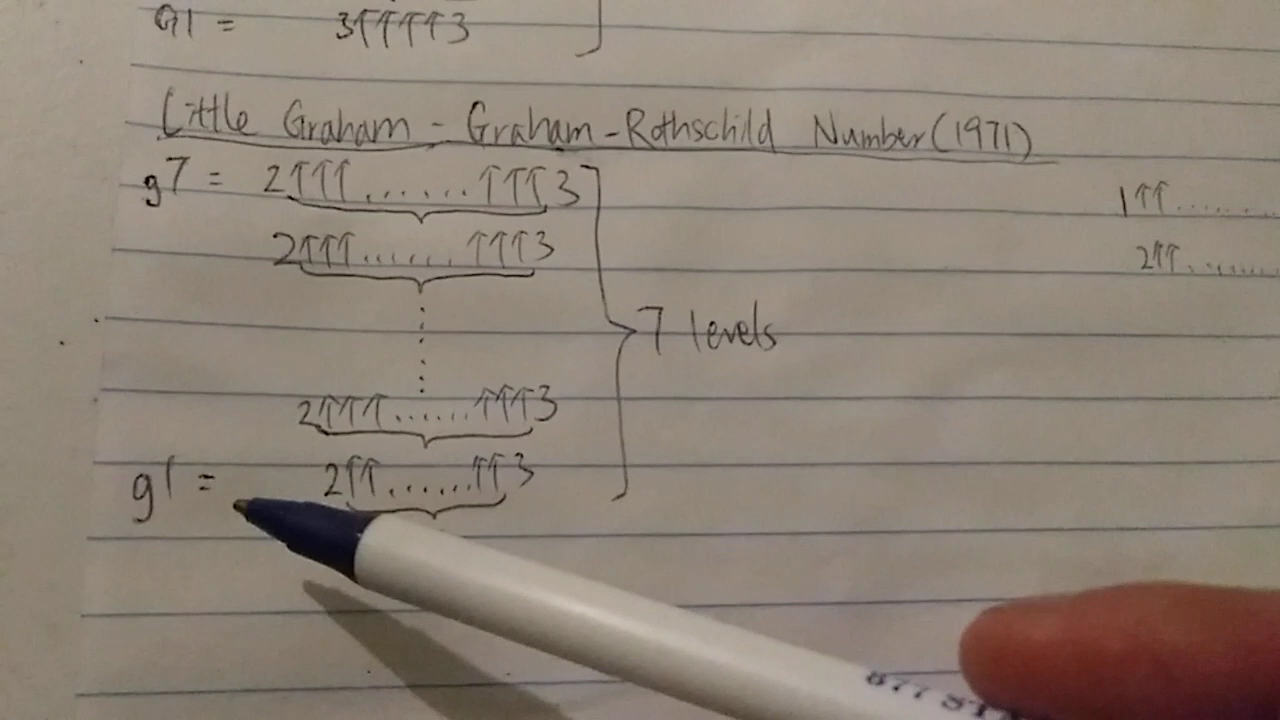 G1 = 3↑↑↑↑3
Little Graham - Graham-Rothschild Number (1971)
g7 = 2↑↑↑.......↑↑↑3
2↑↑↑.......↑↑↑3
7 levels
2↑↑↑......↑↑↑3
g1 = 2↑↑.......↑↑3
1↑↑........
2↑↑........
877